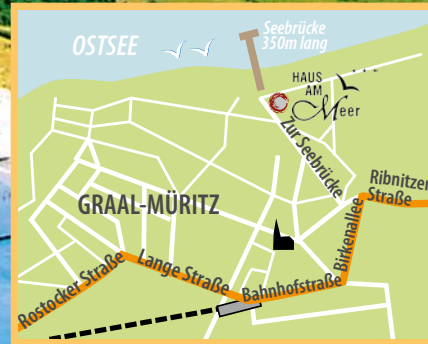 OSTSEE
Seebrücke
350m lang
HAUS
AM
Meer
Zur Seebrücke
GRAAL-MÜRITZ
Ribnitzer
Straße
Birkenallee
Rostocker Straße
Lange Straße
Bahnhofstraße